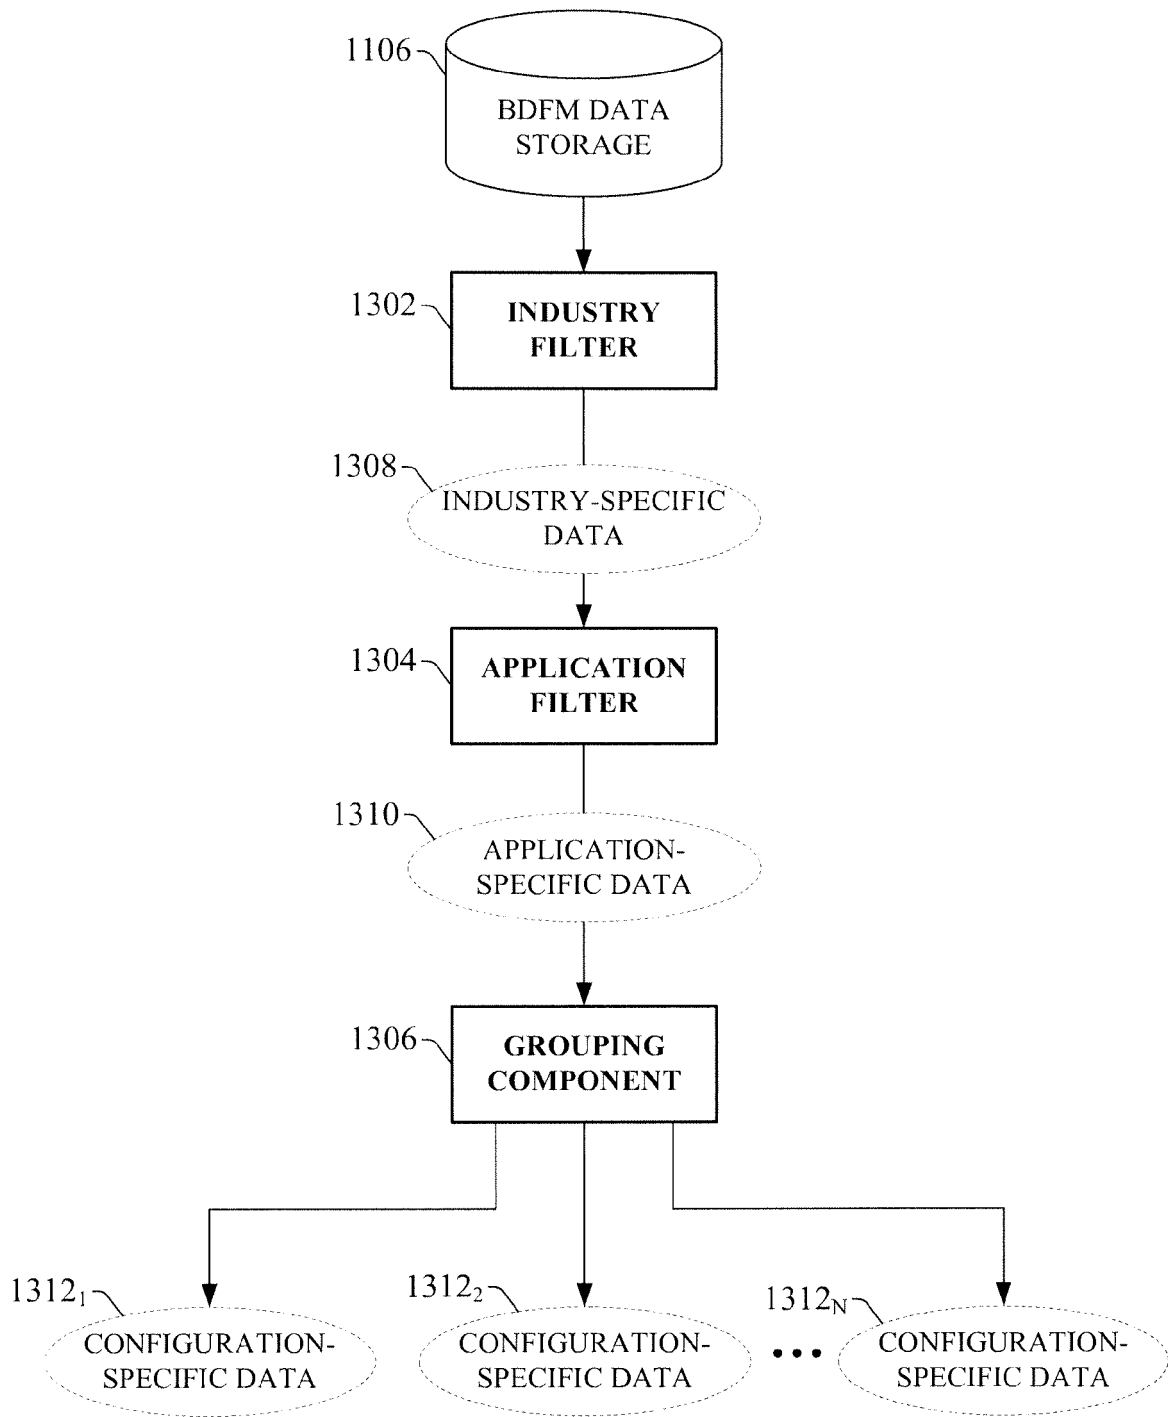 1106
BDFM DATA
STORAGE
1302
INDUSTRY
FILTER
1308
INDUSTRY-SPECIFIC
DATA
1304
APPLICATION
FILTER
1310
APPLICATION-
SPECIFIC DATA
1306
GROUPING
COMPONENT
1312₁
CONFIGURATION-
SPECIFIC DATA
1312₂
CONFIGURATION-
SPECIFIC DATA
•••
1312N
CONFIGURATION-
SPECIFIC DATA